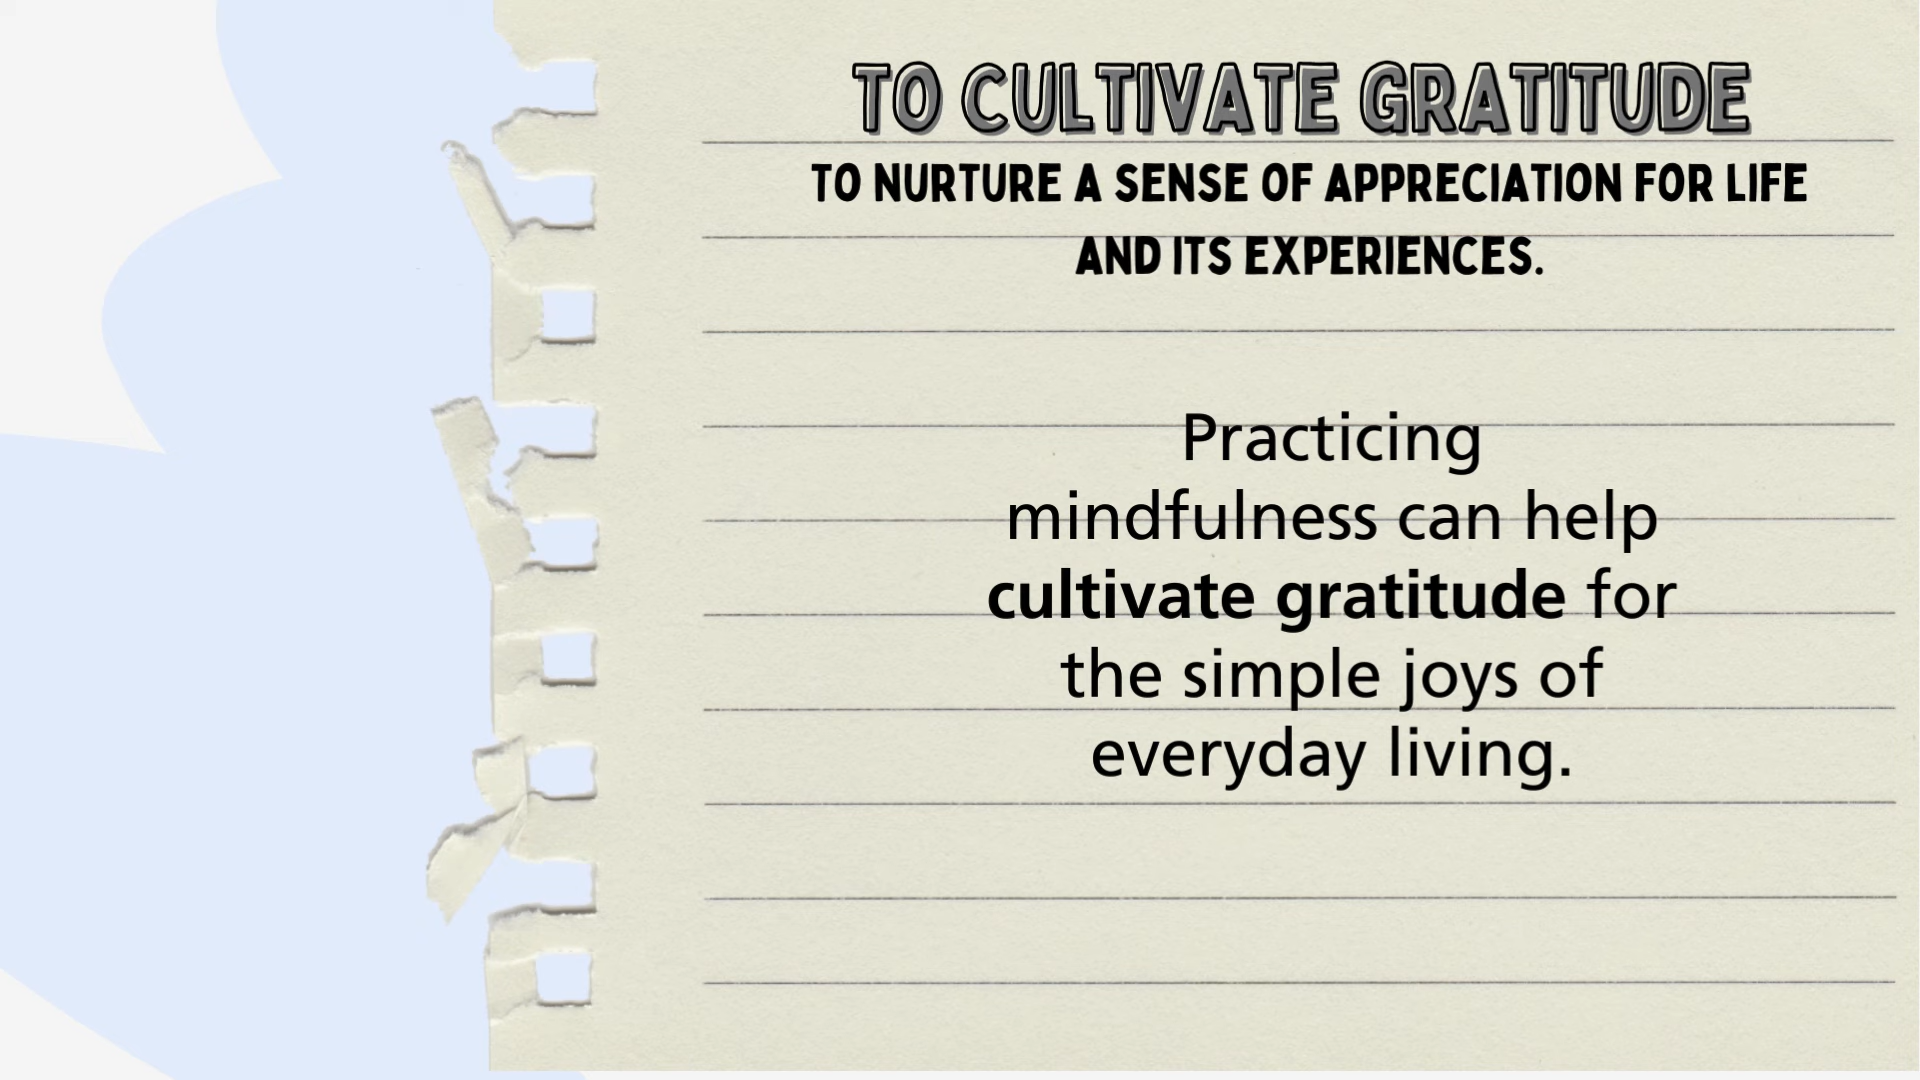 TO CULTIVATE GRATITUDE
TO NURTURE A SENSE OF APPRECIATION FOR LIFE
AND ITS EXPERIENCES.
Practicing
mindfulness can help
cultivate gratitude for
the simple joys of
everyday living.